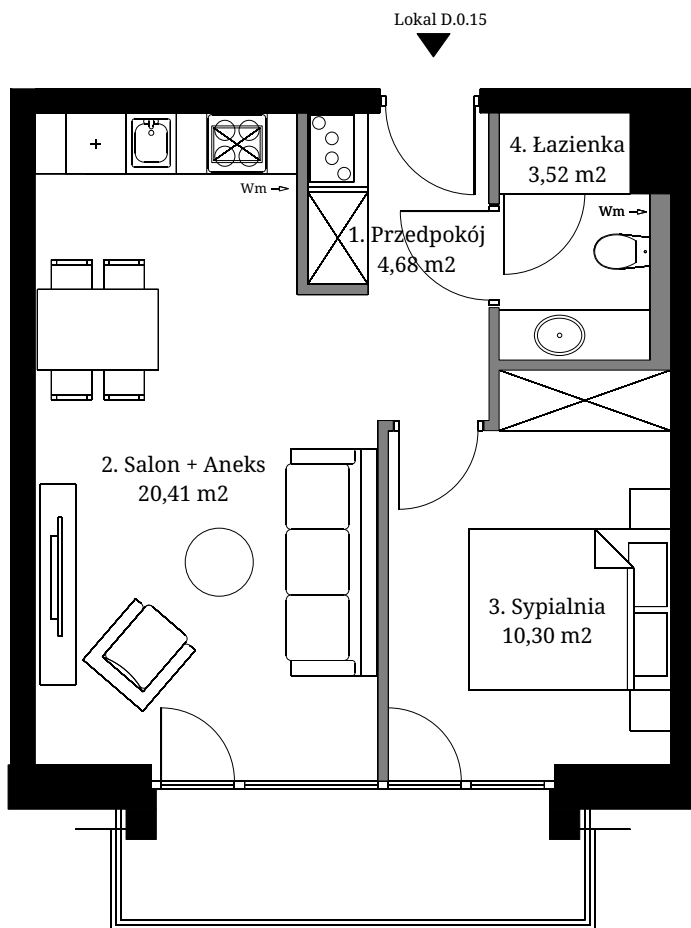 Lokal D.0.15
4. Łazienka
3,52 m2
Wm
Wm
1. Przedpokój
4,68 m2
2. Salon + Aneks
20,41 m2
3. Sypialnia
10,30 m2